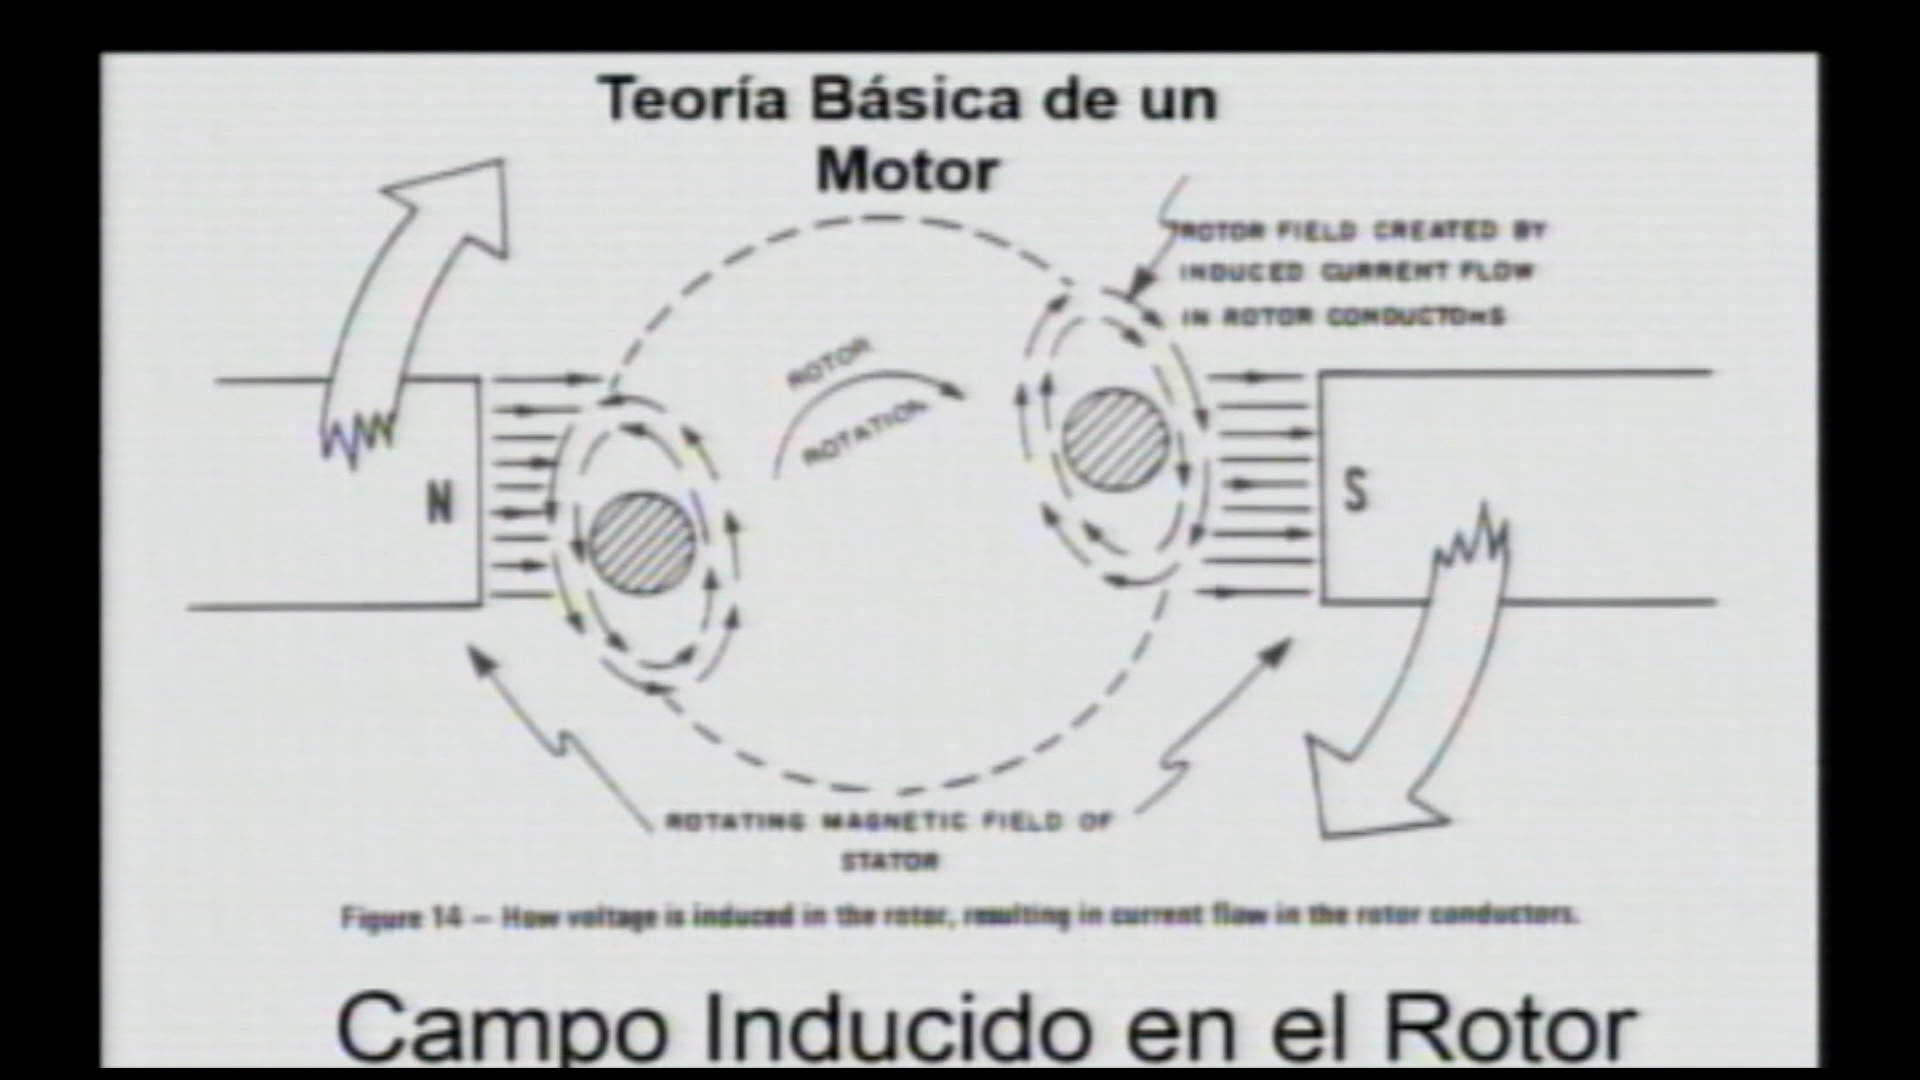 Teoría Básica de un
Motor
ROTOR FIELD CREATED BY
INDUCED CURRENT FLOW
IN ROTOR CONDUCTORS
ROTOR
ROTATION
N
S
ROTATING MAGNETIC FIELD OF
STATOR
Figure 14 — How voltage is induced in the rotor, resulting in current flow in the rotor conductors.
Campo Inducido en el Rotor